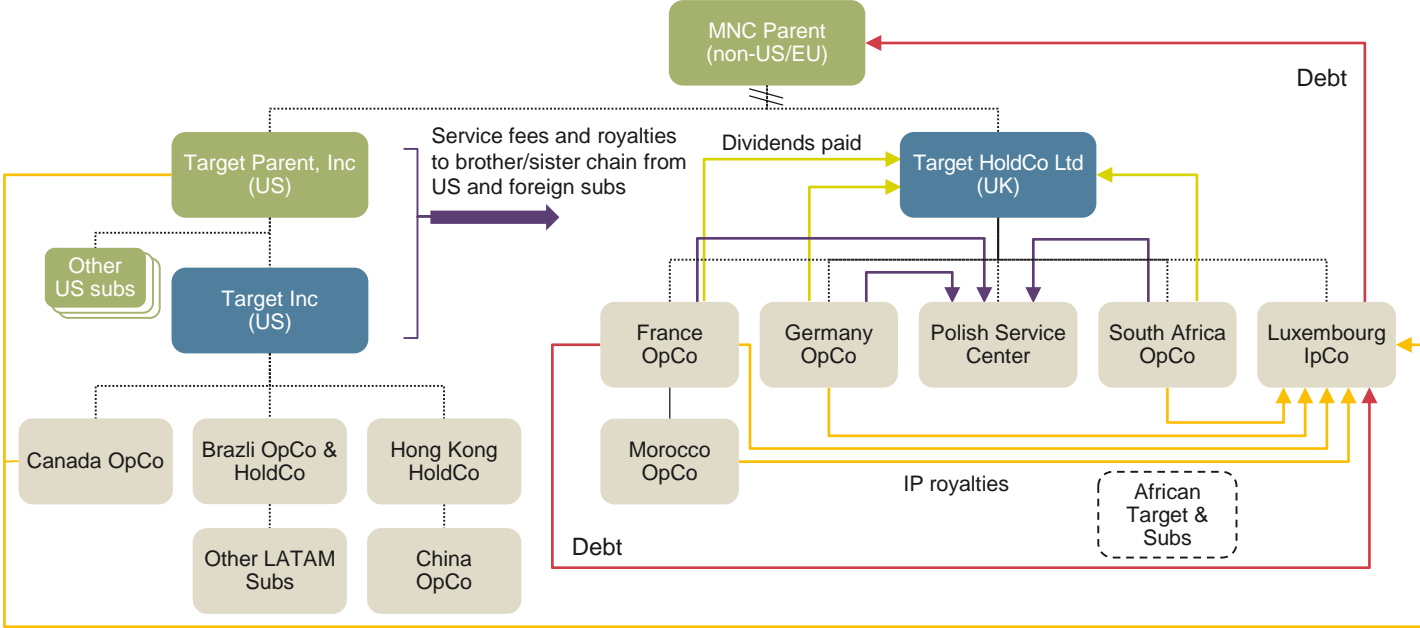 MNC Parent
(non-US/EU)
Debt
Target Parent, Inc
(US)
Service fees and royalties
to brother/sister chain from
US and foreign subs
Dividends paid
Target HoldCo Ltd
(UK)
Other
US subs
Target Inc
(US)
France
OpCo
Germany
OpCo
Polish Service
Center
South Africa
OpCo
Luxembourg
IpCo
Canada OpCo
Brazli OpCo &
HoldCo
Hong Kong
HoldCo
Morocco
OpCo
IP royalties
African
Target &
Subs
Debt
Other LATAM
Subs
China
OpCo